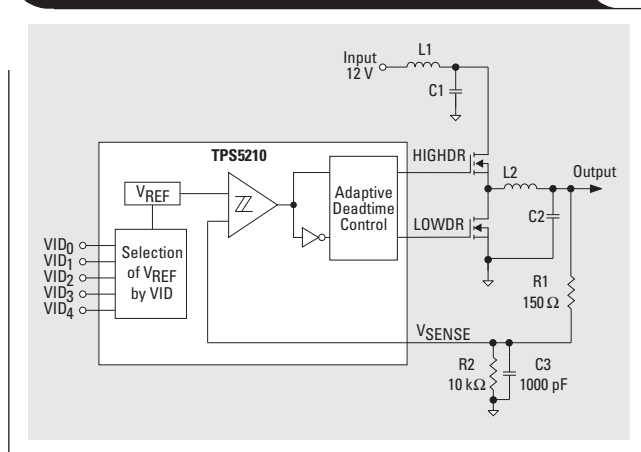 L1
Input
12 V
C1
TPS5210
HIGHDR
L2
Output
VREF
Adaptive
Deadtime
Control
C2
LOWDR
VID0
VID1
VID2
VID3
VID4
Selection
of VREF
by VID
R1
150 Ω
VSENSE
R2
10 kΩ
C3
1000 pF